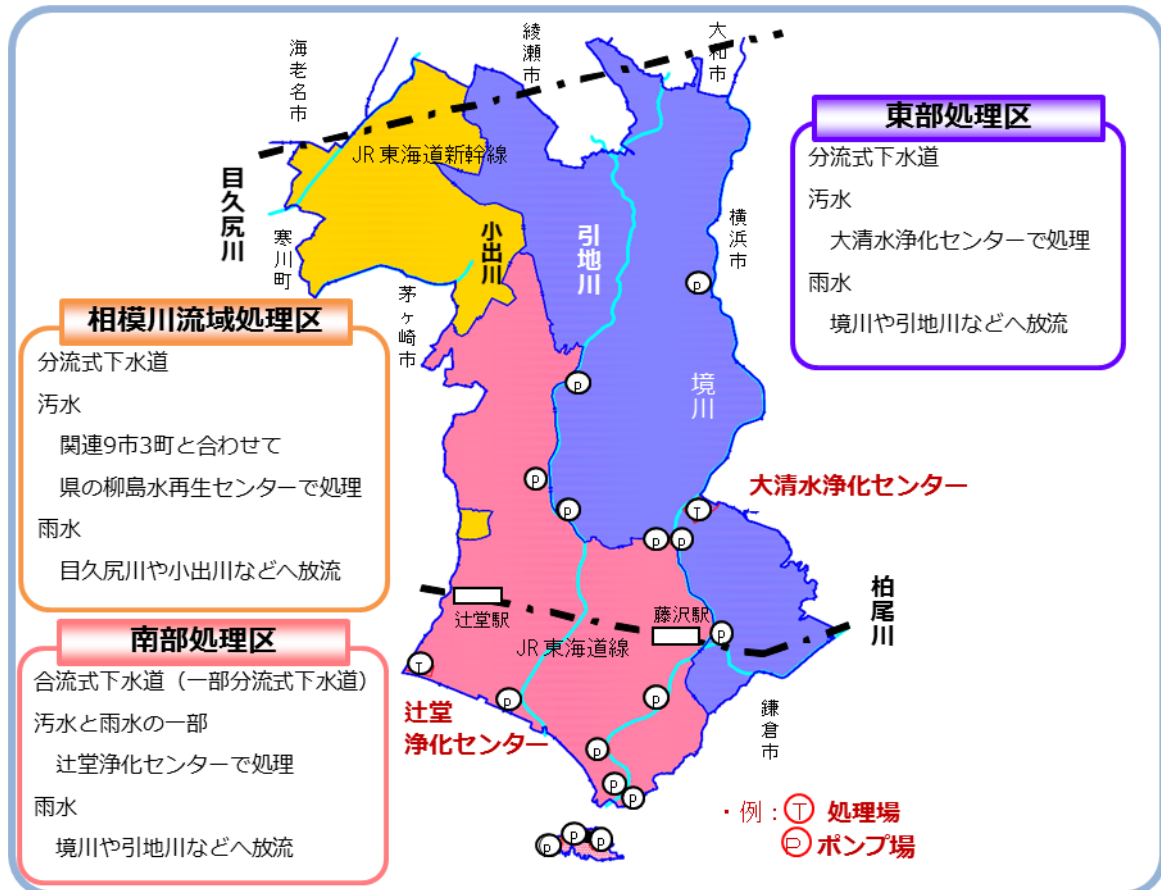 海老名市
綾瀬市
大和市
JR東海道新幹線
目久尻川
寒川町
小出川
茅ヶ崎市
引地川
横浜市
境川
東部処理区
分流式下水道
汚水
大清水浄化センターで処理
雨水
境川や引地川などへ放流
相模川流域処理区
分流式下水道
汚水
関連9市3町と合わせて
県の柳島水再生センターで処理
雨水
目久尻川や小出川などへ放流
南部処理区
合流式下水道（一部分流式下水道）
汚水と雨水の一部
辻堂浄化センターで処理
雨水
境川や引地川などへ放流
P
P
P
P
P
P
T
大清水浄化センター
柏尾川
辻堂駅
藤沢駅
P
JR東海道線
T
P
P
辻堂
浄化センター
鎌倉市
P
P
P
P
P
P
・例：Ⓣ 処理場
Ⓟ ポンプ場